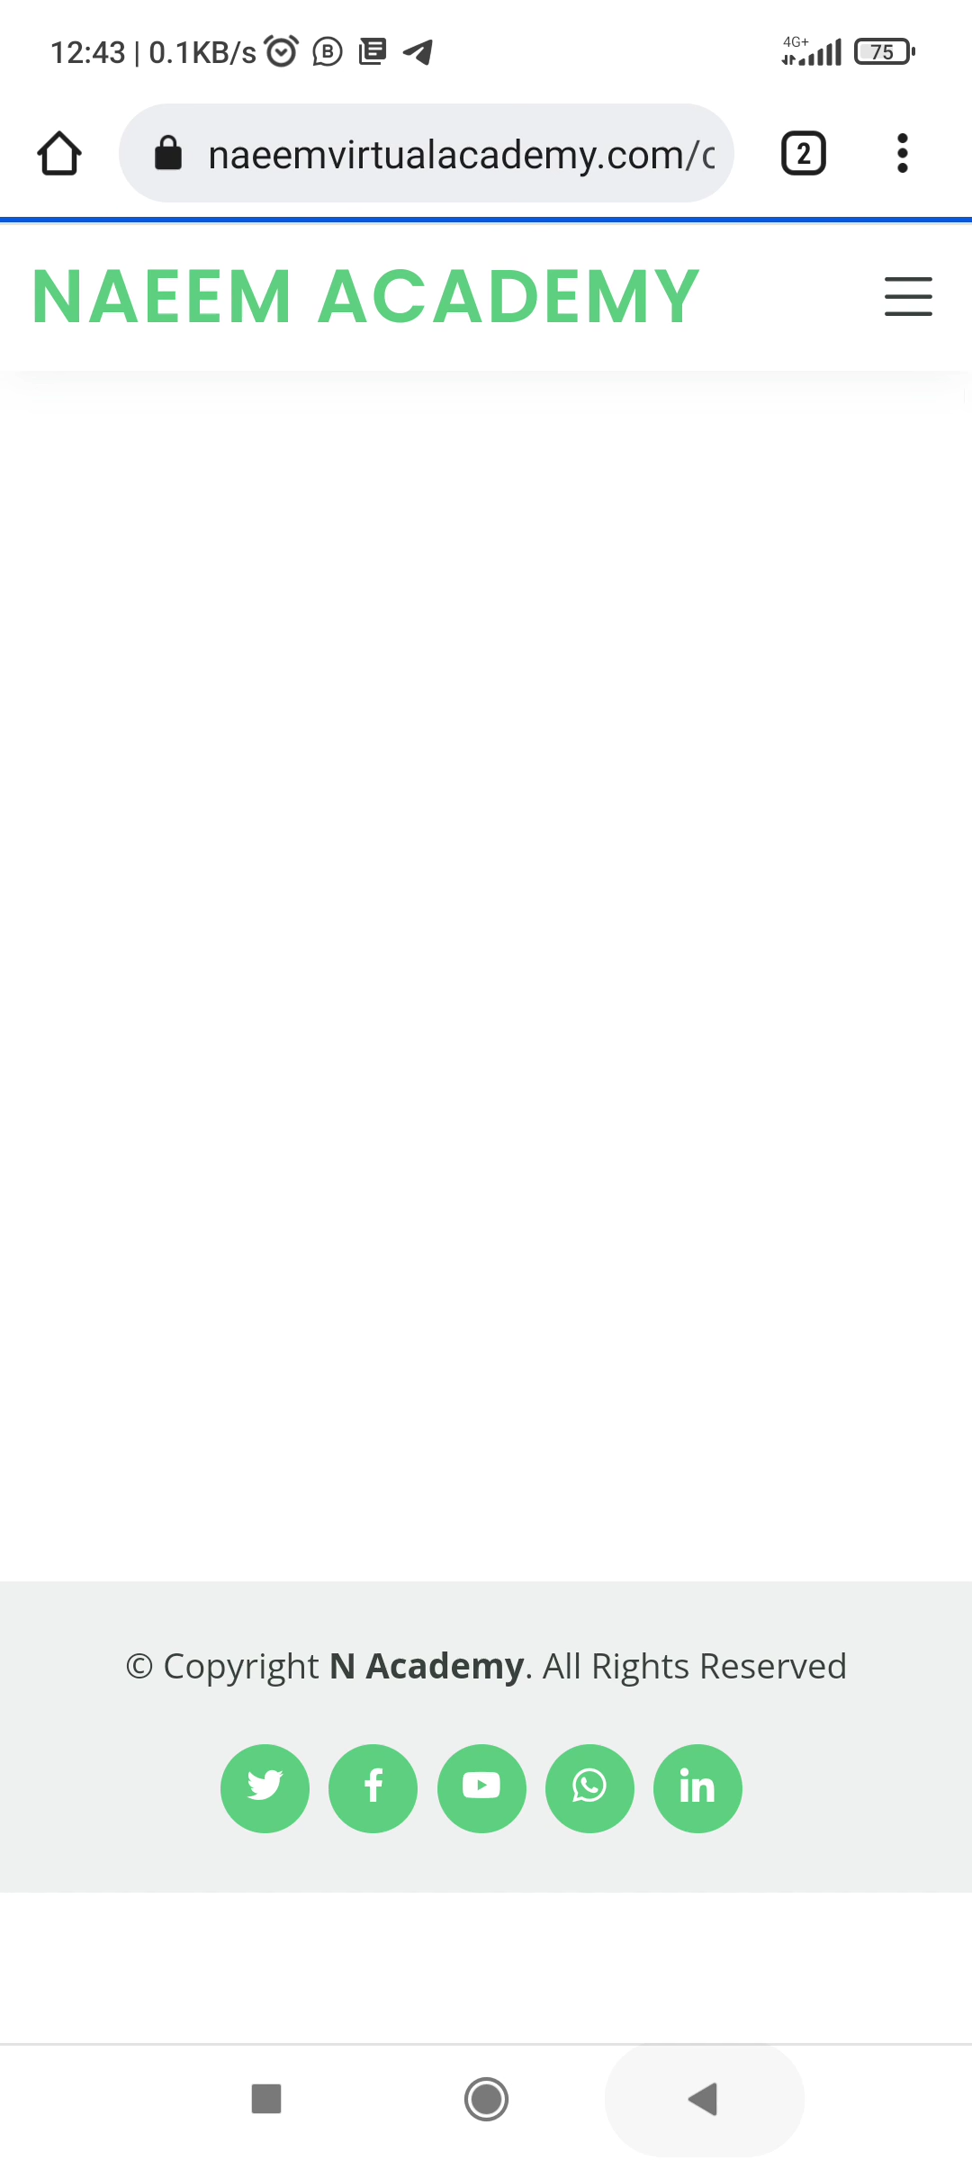 12:43 | 0.1KB/s B 4G+ 75
naeemvirtualacademy.com/c 2
NAEEM ACADEMY
© Copyright N Academy. All Rights Reserved